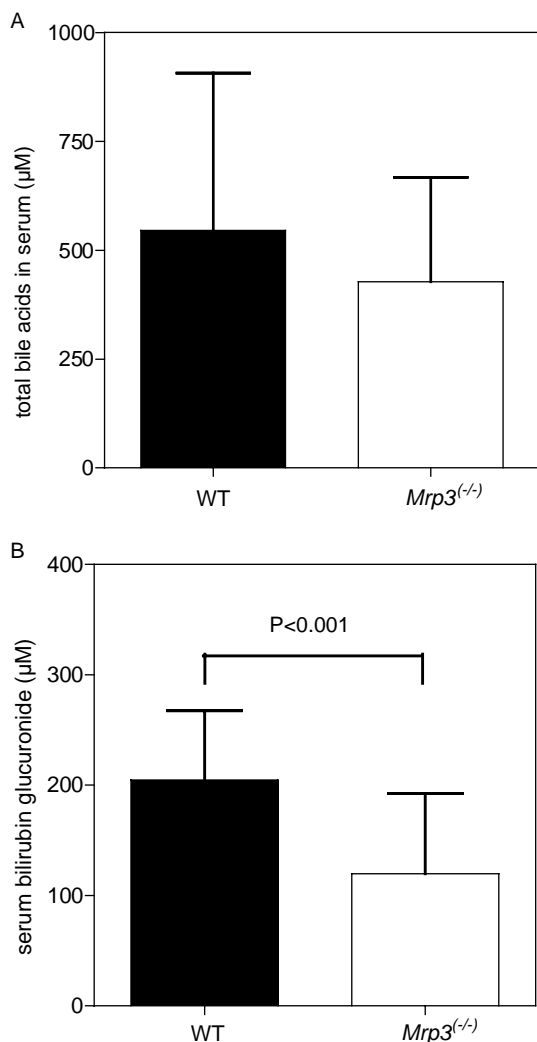 A
total bile acids in serum (µM)
1000
750
500
250
0
WT
Mrp3(-/-)
B
serum bilirubin glucuronide (µM)
400
300
200
100
0
P<0.001
WT
Mrp3(-/-)